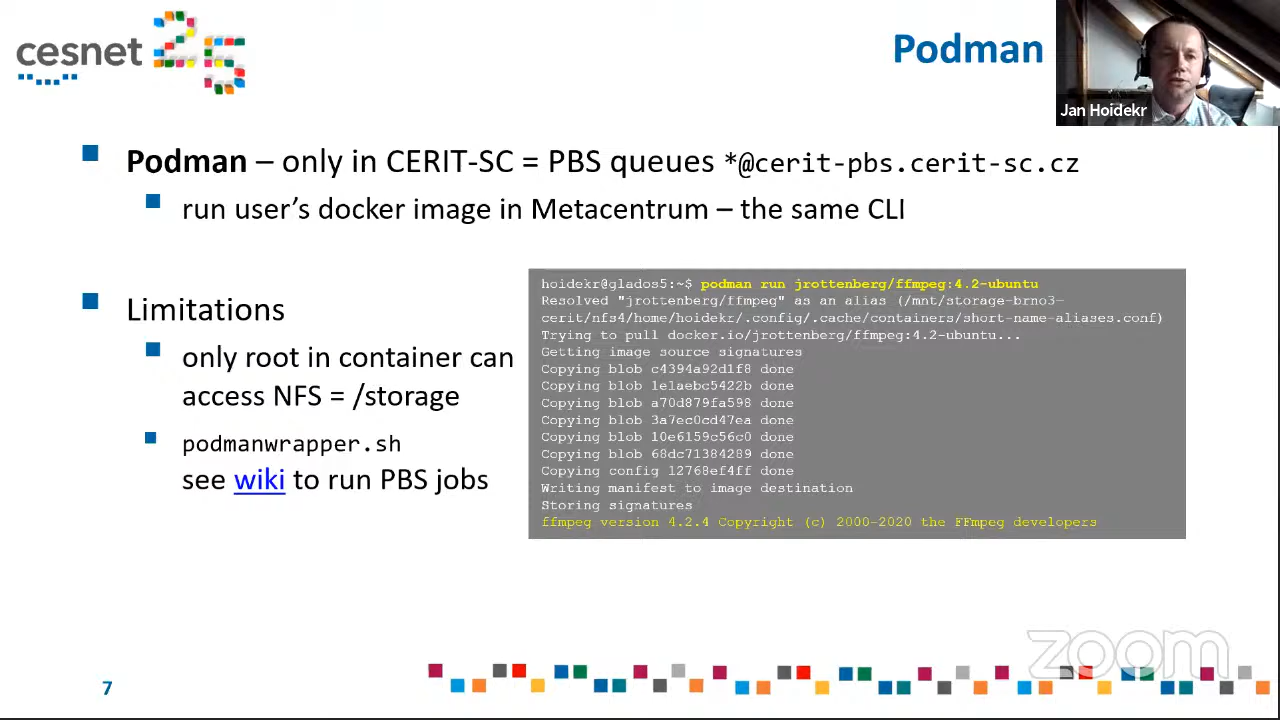 cesnet 25
Podman
Jan Hoidekr
Podman – only in CERIT-SC = PBS queues *@cerit-pbs.cerit-sc.cz
run user’s docker image in Metacentrum – the same CLI
Limitations
only root in container can
access NFS = /storage
podmanwrapper.sh
see wiki to run PBS jobs
hoidekr@glados5:~$ podman run jrottenberg/ffmpeg:4.2-ubuntu
Resolved "jrottenberg/ffmpeg" as an alias (/mnt/storage-brno3-
cerit/nfs4/home/hoidekr/.config/.cache/containers/short-name-aliases.conf)
Trying to pull docker.io/jrottenberg/ffmpeg:4.2-ubuntu...
Getting image source signatures
Copying blob c4394a92d1f8 done
Copying blob 1e1aebc5422b done
Copying blob a70d879fa598 done
Copying blob 3a7ec0cd47ea done
Copying blob 10e6159c56c0 done
Copying blob 68dc71384289 done
Copying config 12768ef4ff done
Writing manifest to image destination
Storing signatures
ffmpeg version 4.2.4 Copyright (c) 2000-2020 the FFmpeg developers
zoom
7